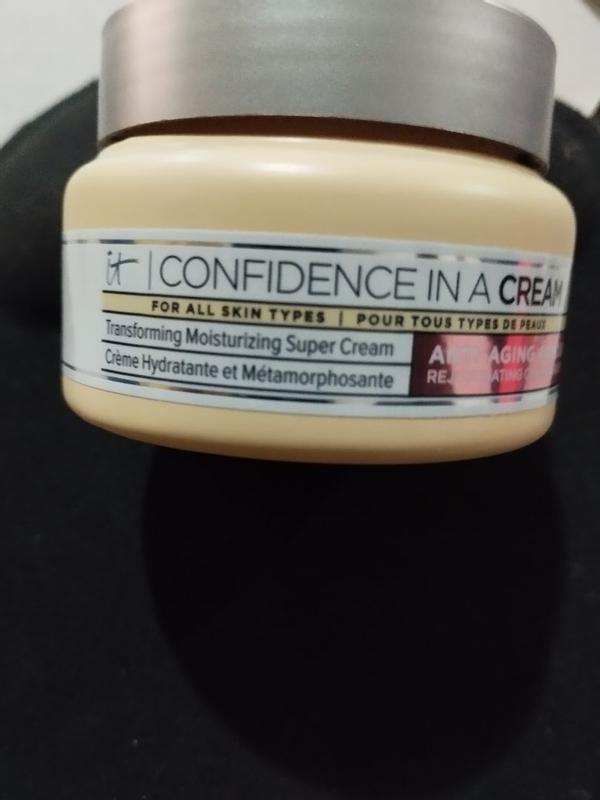 it | CONFIDENCE IN A CREAM
FOR ALL SKIN TYPES | POUR TOUS TYPES DE PEAUX
Transforming Moisturizing Super Cream
Crème Hydratante et Métamorphosante
AGING